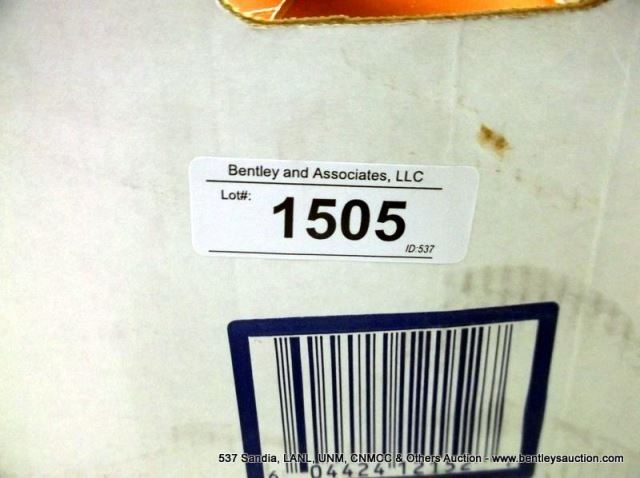 Bentley and Associates, LLC
Lot#: 1505
ID:537
537 Sandia, LANL, UNM, CNMCC & Others Auction - www.bentleysauction.com